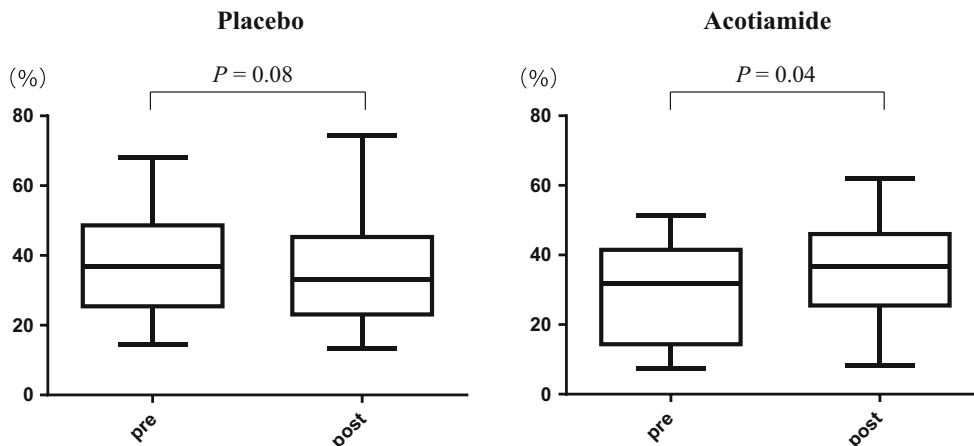 Placebo
(%)
P = 0.08
80
60
40
20
0
pre
post
Acotiamide
(%)
P = 0.04
80
60
40
20
0
pre
post